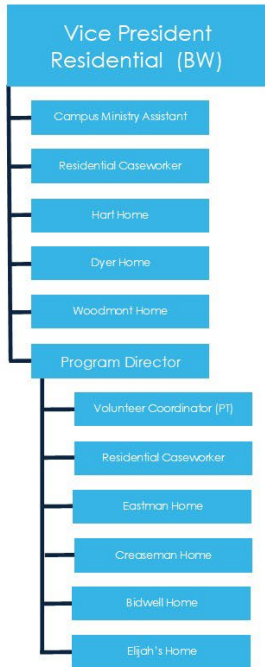 Vice President
Residential (BW)
Campus Ministry Assistant
Residential Caseworker
Hart Home
Dyer Home
Woodmont Home
Program Director
Volunteer Coordinator (PT)
Residential Caseworker
Eastman Home
Creaseman Home
Bidwell Home
Elijah's Home